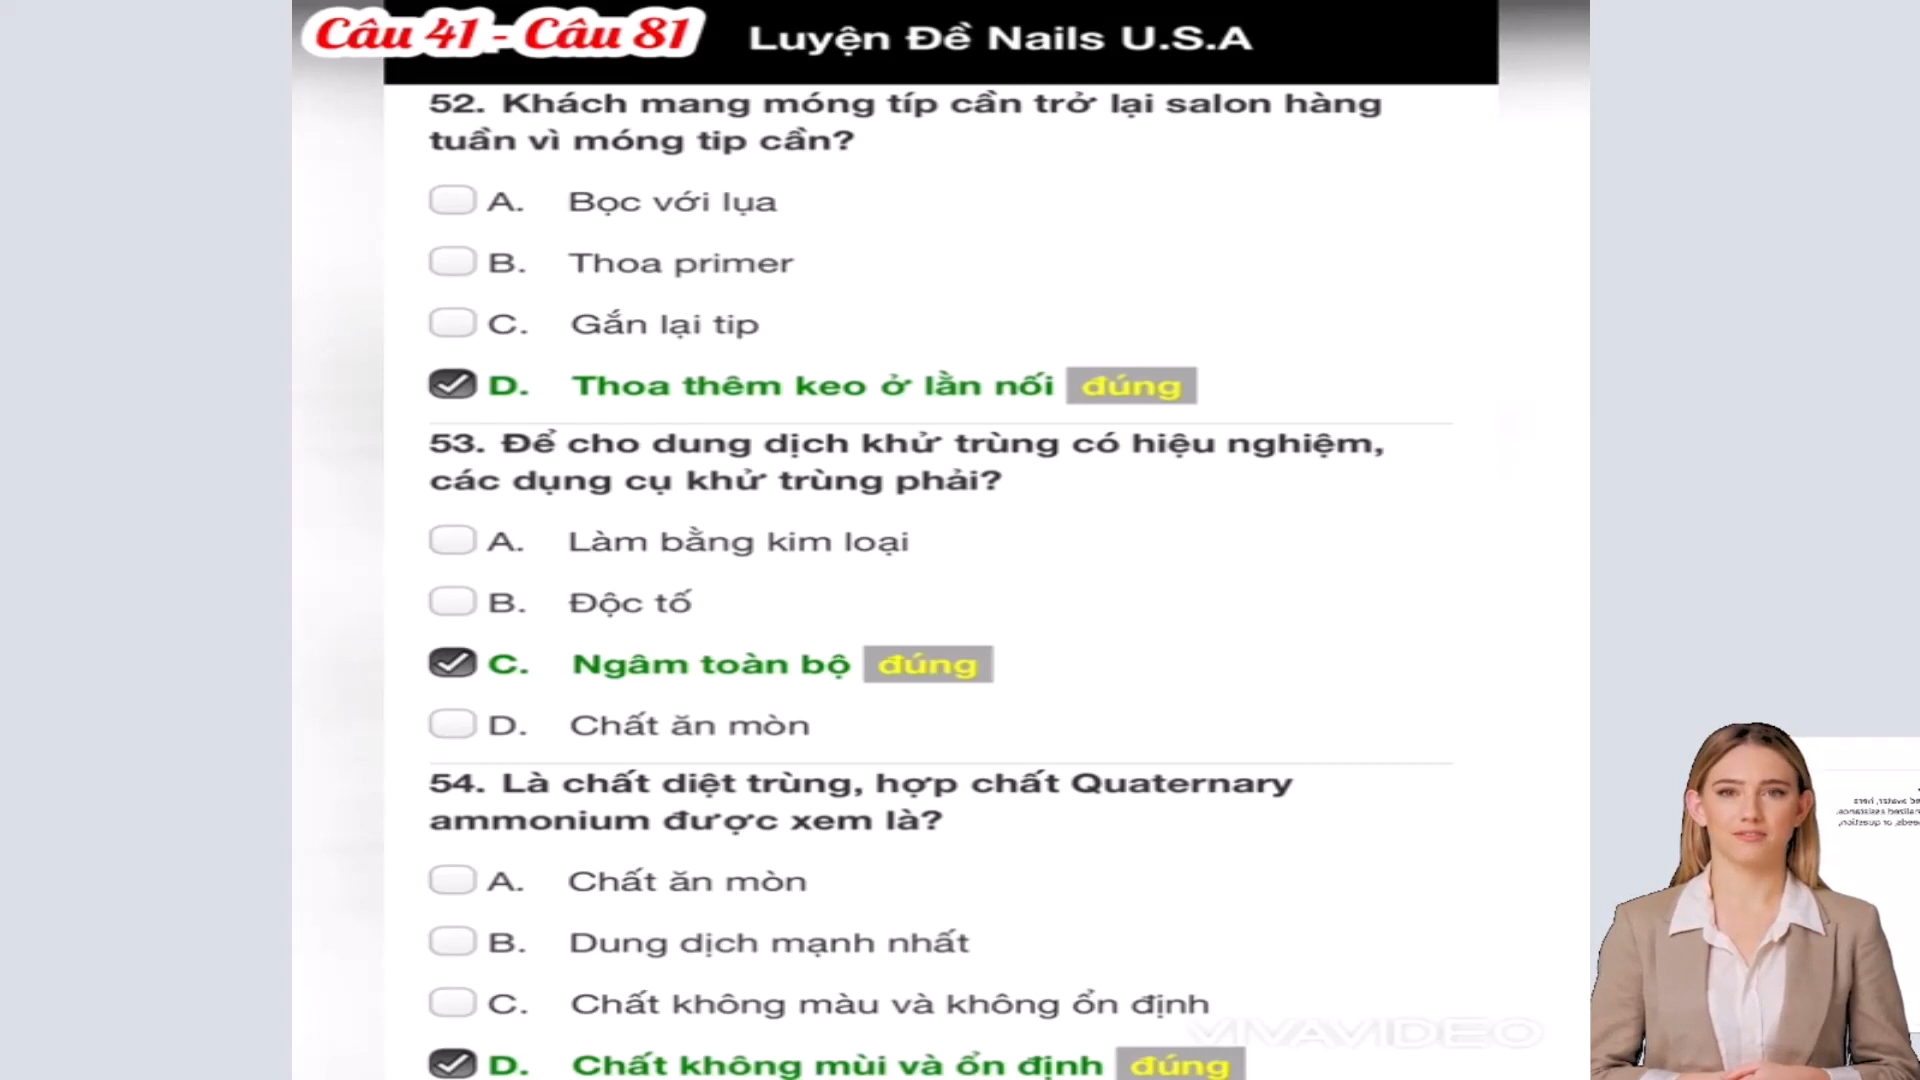 Câu 41 - Câu 81
Luyện Đề Nails U.S.A
52. Khách mang móng típ cần trở lại salon hàng
tuần vì móng tip cần?
A. Bọc với lụa
B. Thoa primer
C. Gắn lại tip
D. Thoa thêm keo ở lằn nối đúng
53. Để cho dung dịch khử trùng có hiệu nghiệm,
các dụng cụ khử trùng phải?
A. Làm bằng kim loại
B. Độc tố
C. Ngâm toàn bộ đúng
D. Chất ăn mòn
54. Là chất diệt trùng, hợp chất Quaternary
ammonium được xem là?
A. Chất ăn mòn
B. Dung dịch mạnh nhất
C. Chất không màu và không ổn định
D. Chất không mùi và ổn định đúng
VIVAVIDEO